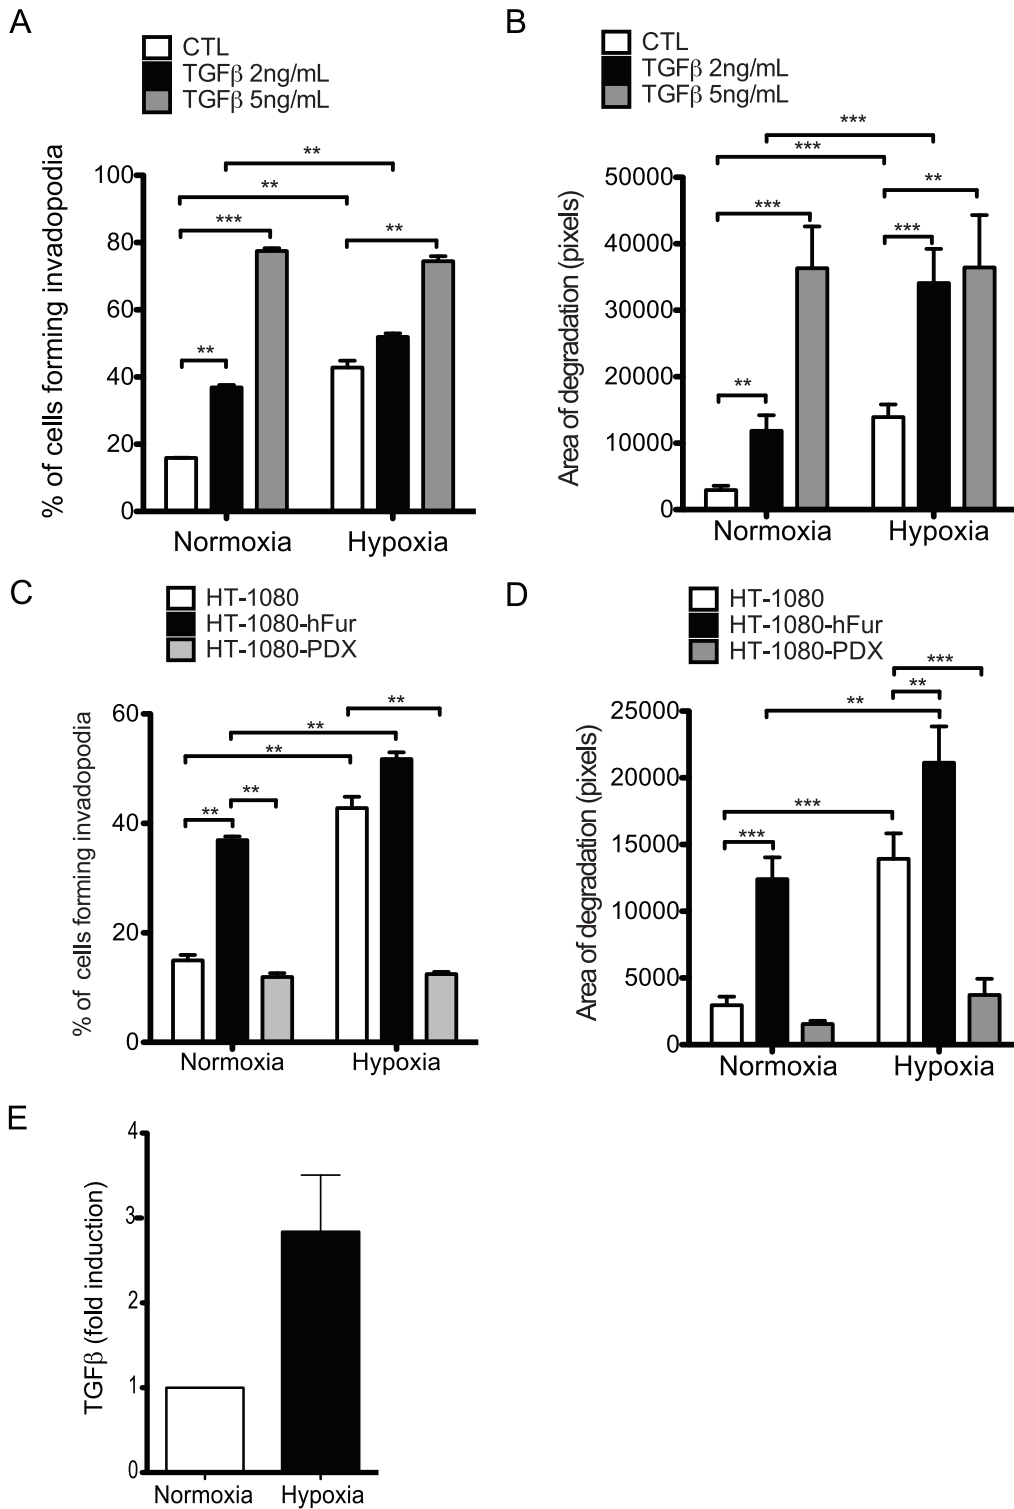 A
CTL
TGFβ 2ng/mL
TGFβ 5ng/mL
% of cells forming invadopodia
100
80
60
40
20
0
**
**
***
**
**
Normoxia
Hypoxia
B
CTL
TGFβ 2ng/mL
TGFβ 5ng/mL
Area of degradation (pixels)
50000
40000
30000
20000
10000
0
***
***
**
***
***
**
Normoxia
Hypoxia
C
HT-1080
HT-1080-hFur
HT-1080-PDX
% of cells forming invadopodia
60
40
20
0
**
**
**
**
**
Normoxia
Hypoxia
D
HT-1080
HT-1080-hFur
HT-1080-PDX
Area of degradation (pixels)
25000
20000
15000
10000
5000
0
***
**
**
***
***
Normoxia
Hypoxia
E
TGFβ (fold induction)
4
3
2
1
0
Normoxia
Hypoxia